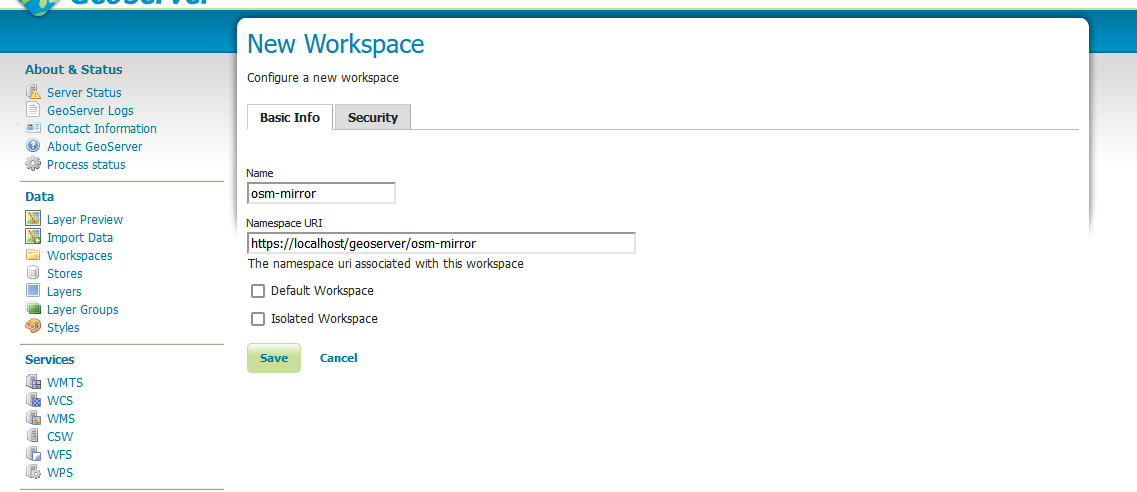 GeoServer
About & Status
Server Status
GeoServer Logs
Contact Information
About GeoServer
Process status
Data
Layer Preview
Import Data
Workspaces
Stores
Layers
Layer Groups
Styles
Services
WMTS
WCS
WMS
CSW
WFS
WPS
New Workspace
Configure a new workspace
Basic Info Security
Name
osm-mirror
Namespace URI
https://localhost/geoserver/osm-mirror
The namespace uri associated with this workspace
Default Workspace
Isolated Workspace
Save Cancel